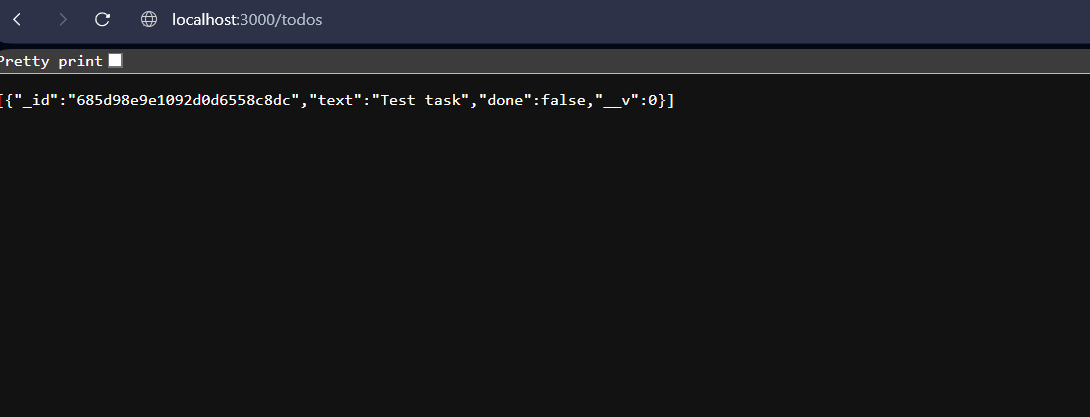 localhost:3000/todos
Pretty print
[{"_id":"685d98e9e1092d0d6558c8dc","text":"Test task","done":false,"__v":0}]